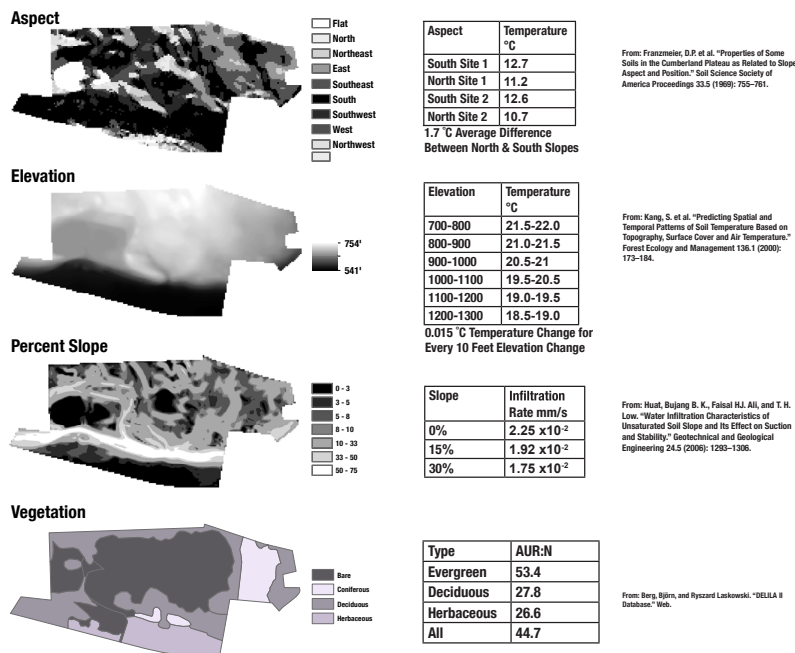 Aspect
Flat
North
Northeast
East
Southeast
South
Southwest
West
Northwest
Aspect Temperature °C
South Site 1 12.7
North Site 1 11.2
South Site 2 12.6
North Site 2 10.7
1.7 °C Average Difference
Between North & South Slopes
From: Franzmeier, D.P. et al. “Properties of Some
Soils in the Cumberland Plateau as Related to Slope
Aspect and Position.” Soil Science Society of
America Proceedings 33.5 (1969): 755–761.
Elevation
754'
541'
Elevation Temperature °C
700-800 21.5-22.0
800-900 21.0-21.5
900-1000 20.5-21
1000-1100 19.5-20.5
1100-1200 19.0-19.5
1200-1300 18.5-19.0
0.015 °C Temperature Change for
Every 10 Feet Elevation Change
From: Kang, S. et al. “Predicting Spatial and
Temporal Patterns of Soil Temperature Based on
Topography, Surface Cover and Air Temperature.”
Forest Ecology and Management 136.1 (2000):
173–184.
Percent Slope
0 - 3
3 - 5
5 - 8
8 - 10
10 - 33
33 - 50
50 - 75
Slope Infiltration
Rate mm/s
0% 2.25 x10⁻²
15% 1.92 x10⁻²
30% 1.75 x10⁻²
From: Huat, Bujang B. K., Faisal HJ. Ali, and T. H.
Low. “Water Infiltration Characteristics of
Unsaturated Soil Slope and Its Effect on Suction
and Stability.” Geotechnical and Geological
Engineering 24.5 (2006): 1293–1306.
Vegetation
Bare
Coniferous
Deciduous
Herbaceous
Type AUR:N
Evergreen 53.4
Deciduous 27.8
Herbaceous 26.6
All 44.7
From: Berg, Björn, and Ryszard Laskowski. “DELILA II
Database.” Web.